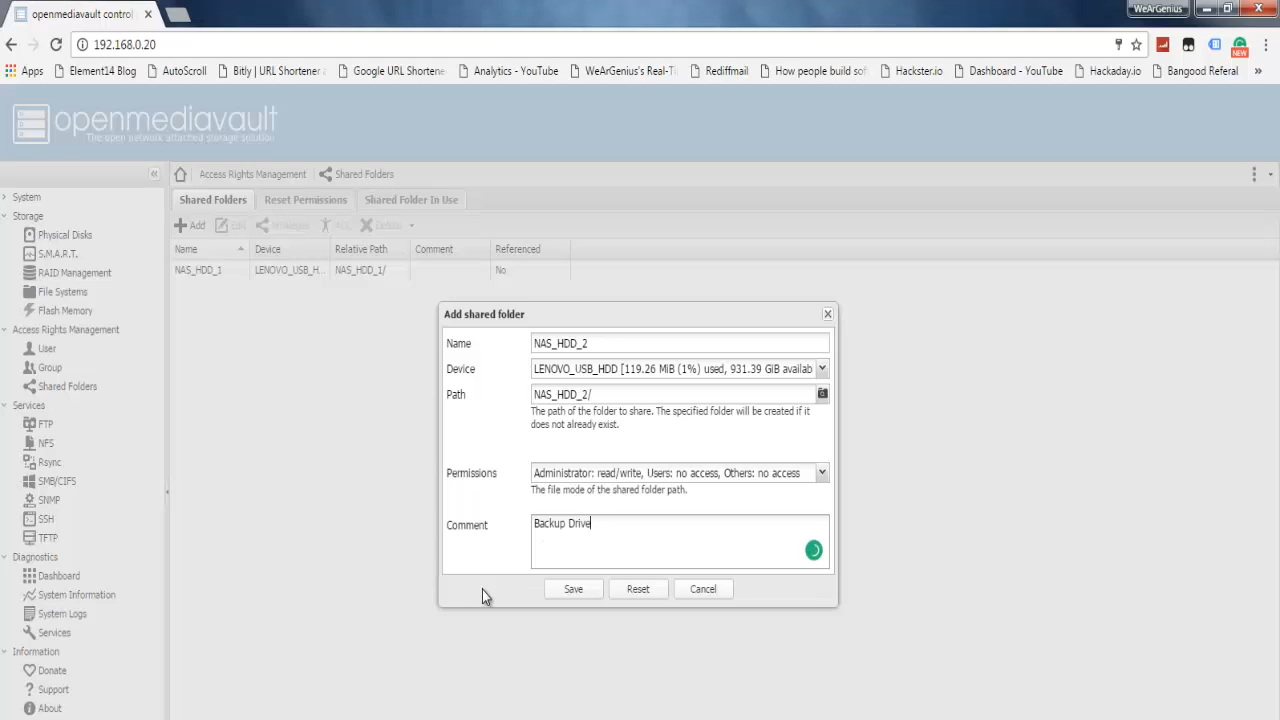 openmediavault control
WeArGenius
192.168.0.20
NEW
Apps
Element14 Blog
AutoScroll
Bitly | URL Shortener a
Google URL Shortene
Analytics - YouTube
WeArGenius's Real-Ti
Rediffmail
How people build sof
Hackster.io
Dashboard - YouTube
Hackaday.io
Bangood Referal
»
openmediavault
The open network attached storage solution
Access Rights Management
Shared Folders
System
Storage
Physical Disks
S.M.A.R.T.
RAID Management
File Systems
Flash Memory
Access Rights Management
User
Group
Shared Folders
Services
FTP
NFS
Rsync
SMB/CIFS
SNMP
SSH
TFTP
Diagnostics
Dashboard
System Information
System Logs
Services
Information
Donate
Support
About
Shared Folders
Reset Permissions
Shared Folder In Use
Add
Edit
Privileges
ACL
Delete
Name
Device
Relative Path
Comment
Referenced
NAS_HDD_1
LENOVO_USB_H...
NAS_HDD_1/
No
Add shared folder
Name
NAS_HDD_2
Device
LENOVO_USB_HDD [119.26 MiB (1%) used, 931.39 GiB availab
Path
NAS_HDD_2/
The path of the folder to share. The specified folder will be created if it
does not already exist.
Permissions
Administrator: read/write, Users: no access, Others: no access
The file mode of the shared folder path.
Comment
Backup Drive
Save
Reset
Cancel